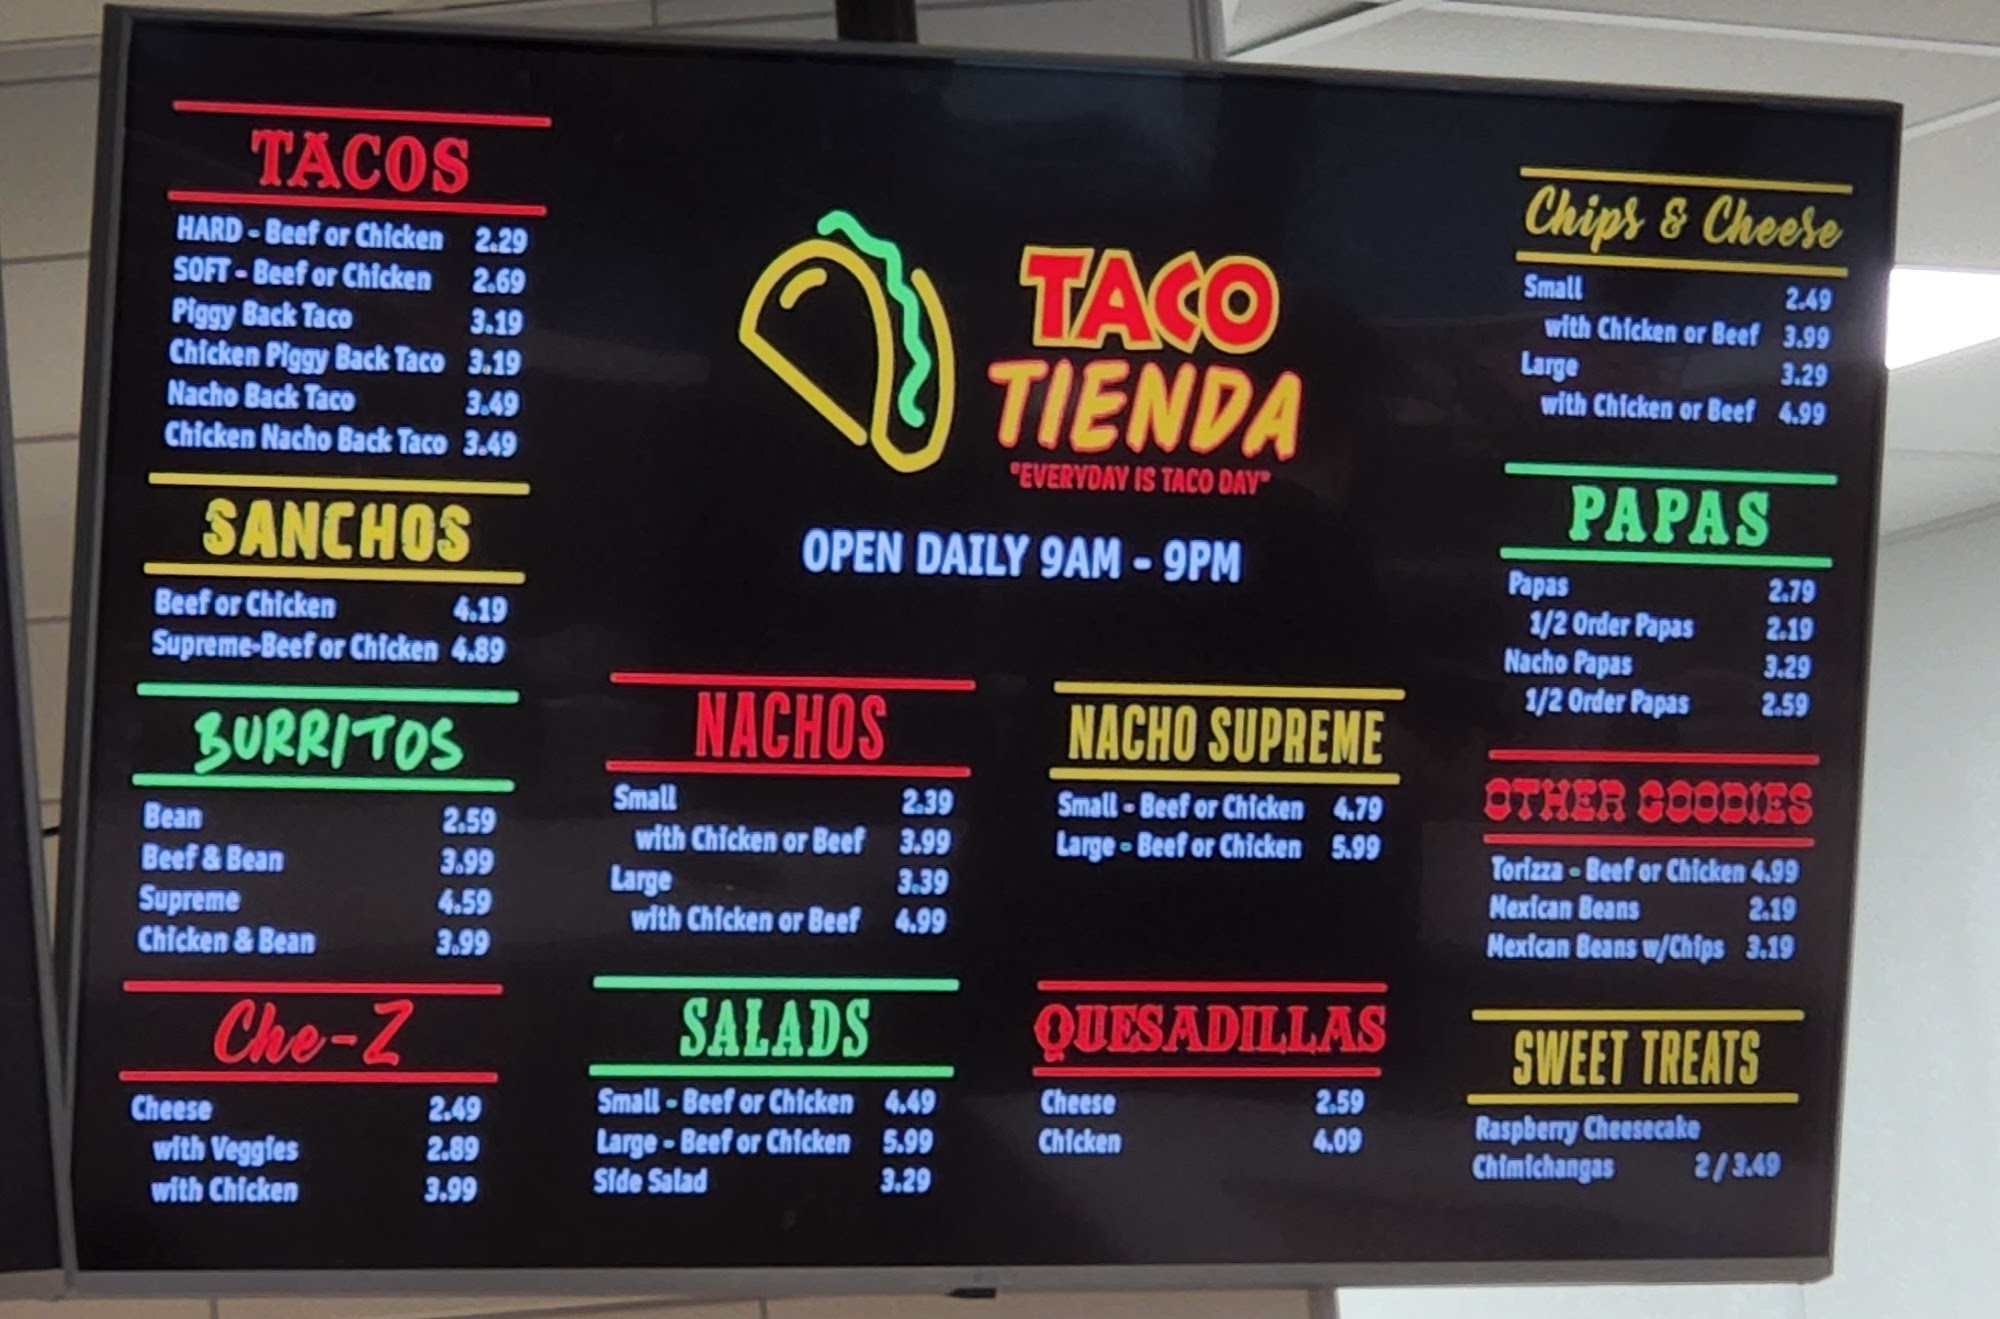 TACOS
HARD - Beef or Chicken 2.29
SOFT - Beef or Chicken 2.69
Piggy Back Taco 3.19
Chicken Piggy Back Taco 3.19
Nacho Back Taco 3.49
Chicken Nacho Back Taco 3.49
SANCHOS
Beef or Chicken 4.19
Supreme-Beef or Chicken 4.89
BURRITOS
Bean 2.59
Beef & Bean 3.99
Supreme 4.59
Chicken & Bean 3.99
Che-Z
Cheese 2.49
with Veggies 2.89
with Chicken 3.99
TACO
TIENDA
"EVERYDAY IS TACO DAY"
OPEN DAILY 9AM - 9PM
NACHOS
Small 2.39
with Chicken or Beef 3.99
Large 3.39
with Chicken or Beef 4.99
SALADS
Small - Beef or Chicken 4.49
Large - Beef or Chicken 5.99
Side Salad 3.29
NACHO SUPREME
Small - Beef or Chicken 4.79
Large - Beef or Chicken 5.99
QUESADILLAS
Cheese 2.59
Chicken 4.09
Chips & Cheese
Small 2.49
with Chicken or Beef 3.99
Large 3.29
with Chicken or Beef 4.99
PAPAS
Papas 2.79
1/2 Order Papas 2.19
Nacho Papas 3.29
1/2 Order Papas 2.59
OTHER GOODIES
Torizza - Beef or Chicken 4.99
Mexican Beans 2.19
Mexican Beans w/Chips 3.19
SWEET TREATS
Raspberry Cheesecake
Chimichangas 2 / 3.49